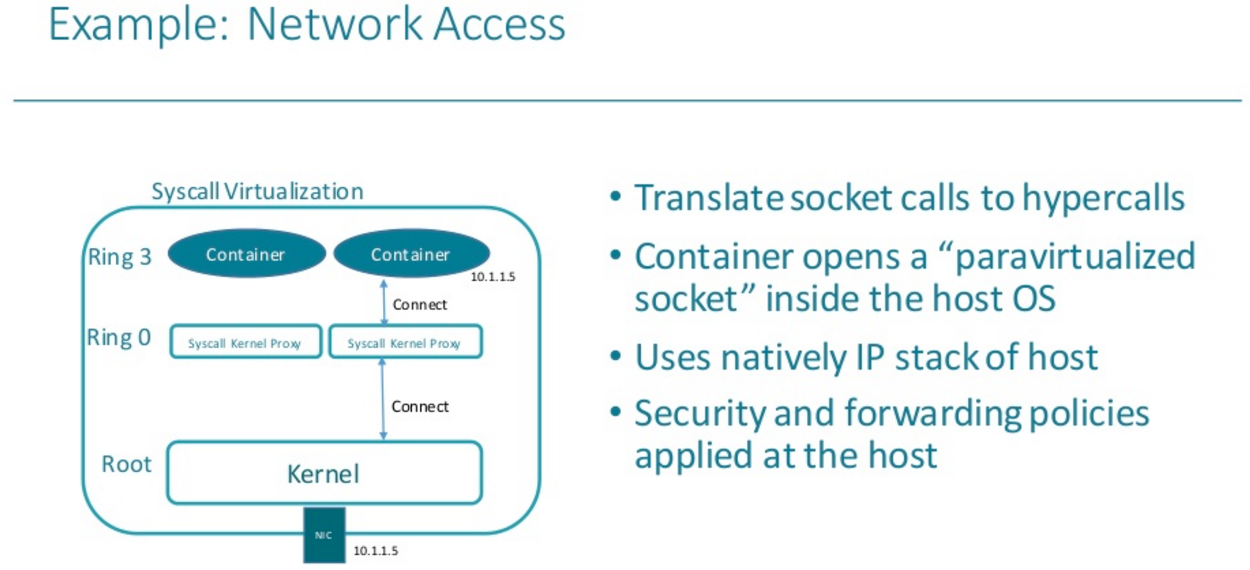 Example: Network Access
Syscall Virtualization
Ring 3
Container
Container
10.1.1.5
Connect
Ring 0
Syscall Kernel Proxy
Syscall Kernel Proxy
Connect
Root
Kernel
NIC
10.1.1.5
• Translate socket calls to hypercalls
• Container opens a “paravirtualized
socket” inside the host OS
• Uses natively IP stack of host
• Security and forwarding policies
applied at the host